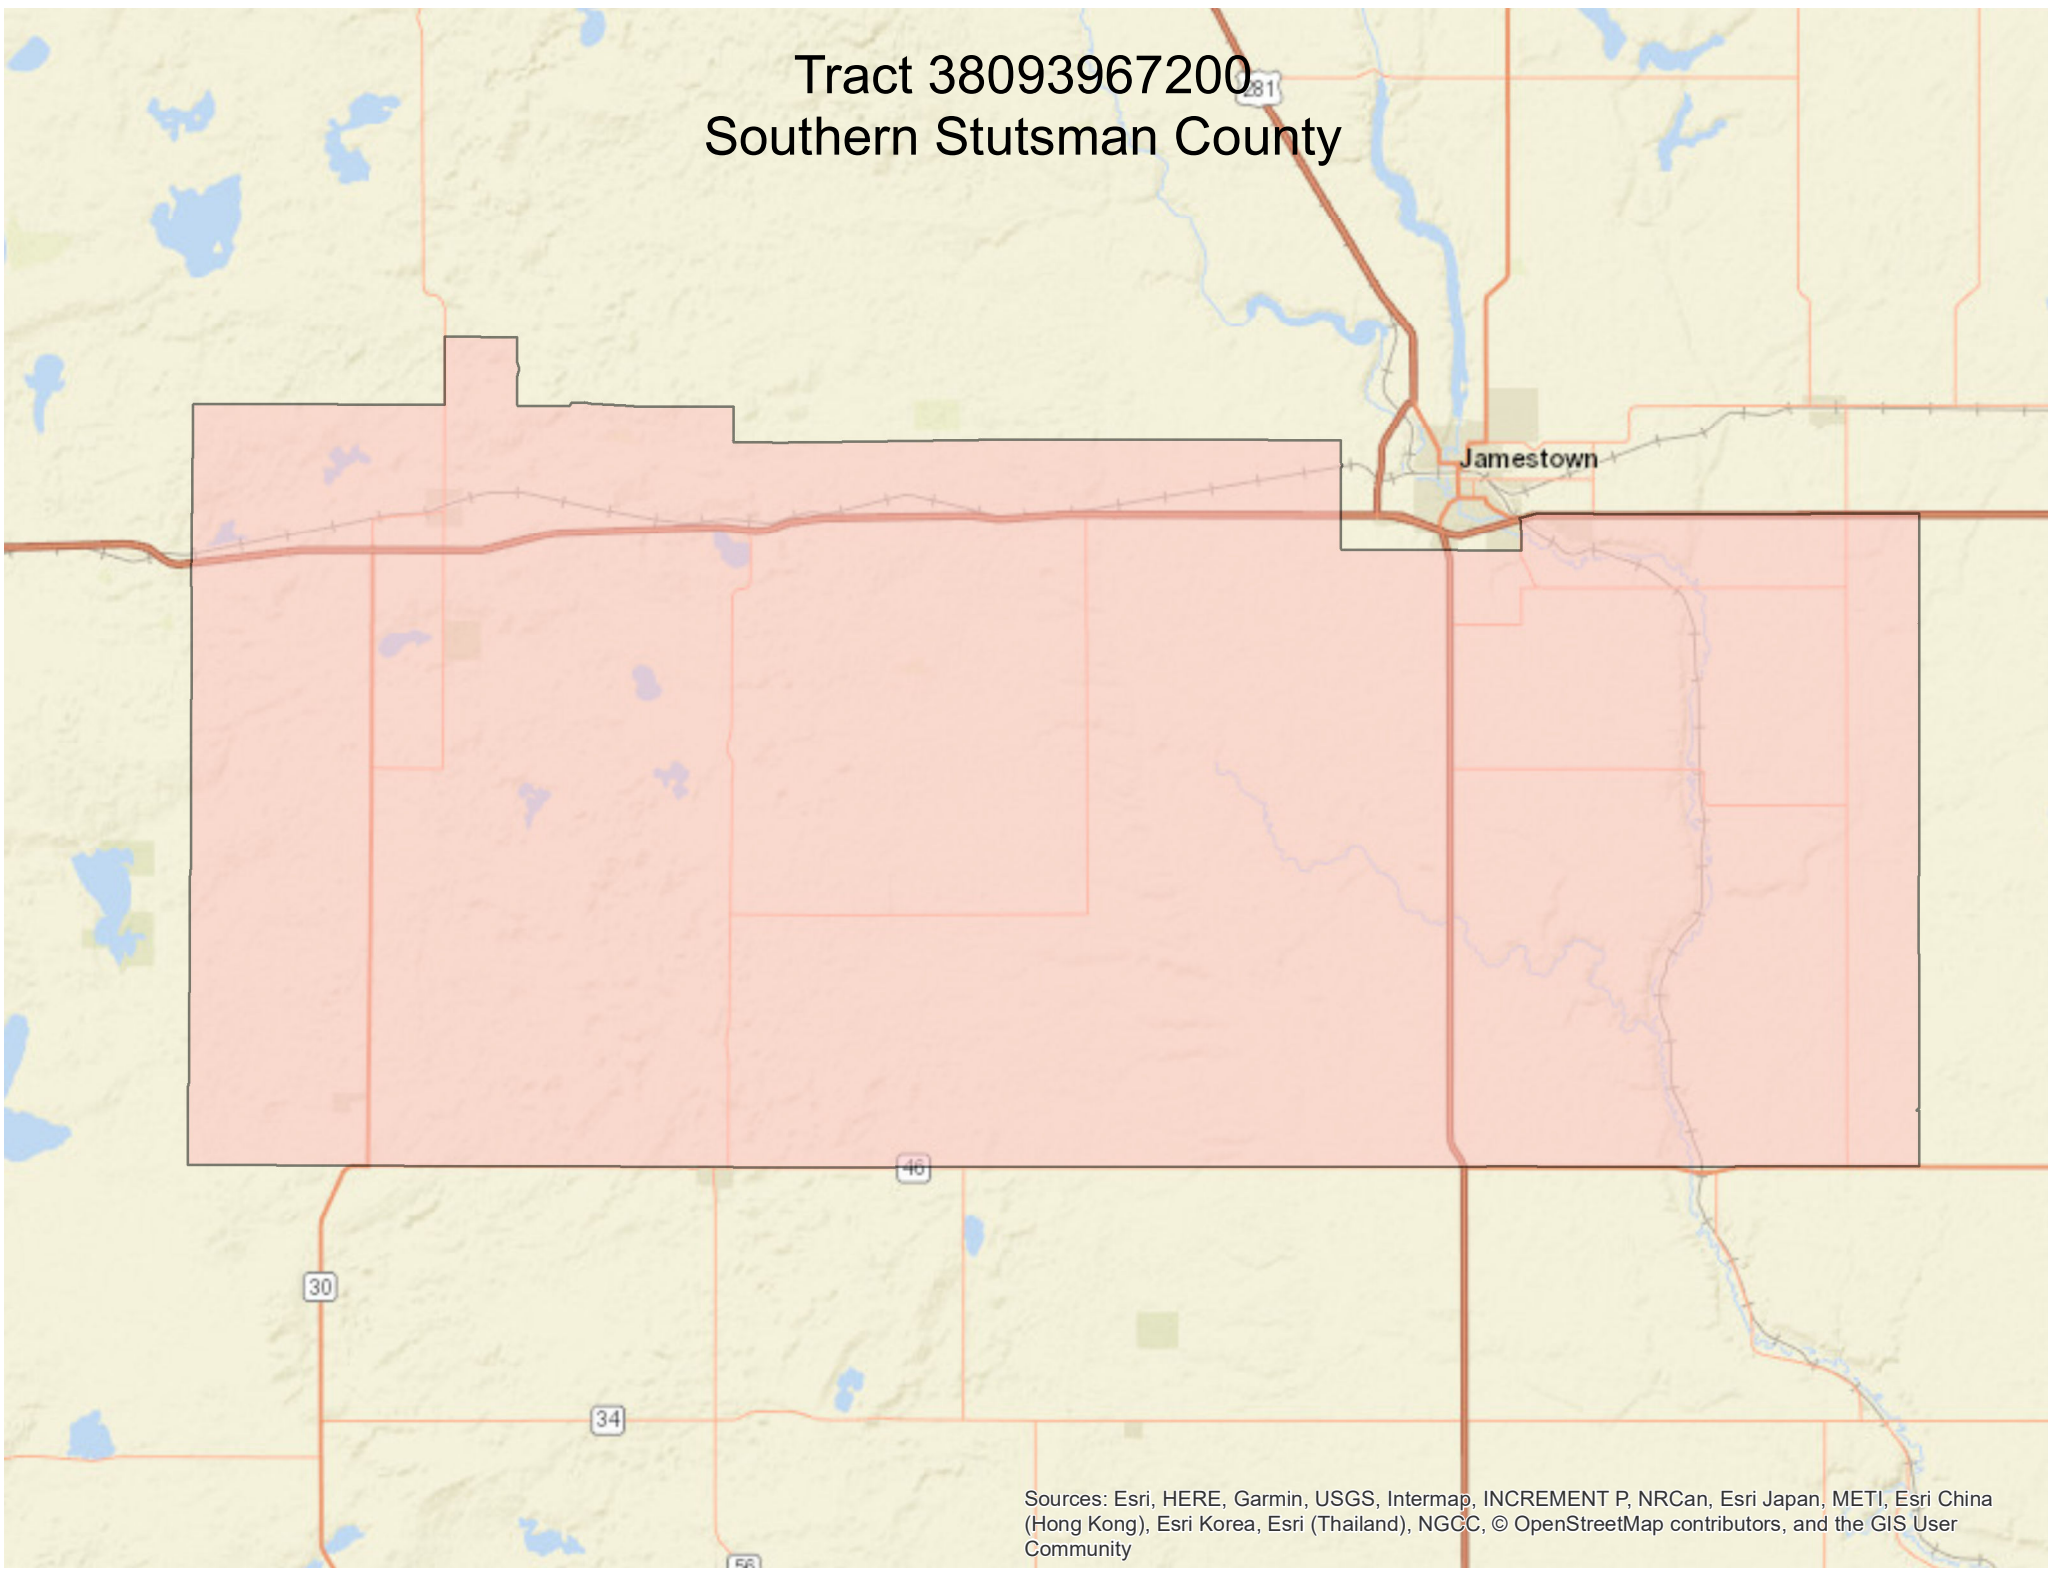 Tract 38093967200
281
Southern Stutsman County
Jamestown
46
30
34
56
Sources: Esri, HERE, Garmin, USGS, Intermap, INCREMENT P, NRCan, Esri Japan, METI, Esri China
(Hong Kong), Esri Korea, Esri (Thailand), NGCC, © OpenStreetMap contributors, and the GIS User
Community